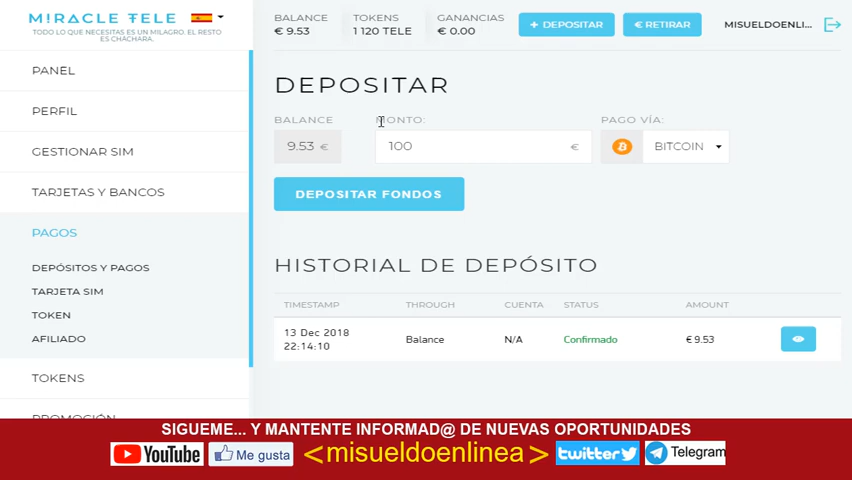 M!RACLE TELE
TODO LO QUE NECESITAS ES UN MILAGRO. EL RESTO
ES CHÁCHARA.
BALANCE
€ 9.53
TOKENS
1 120 TELE
GANANCIAS
€ 0.00
+ DEPOSITAR
€ RETIRAR
MISUELDOENLI...
PANEL
PERFIL
GESTIONAR SIM
TARJETAS Y BANCOS
PAGOS
DEPÓSITOS Y PAGOS
TARJETA SIM
TOKEN
AFILIADO
TOKENS
PROMOCIÓN
DEPOSITAR
BALANCE
MONTO:
PAGO VÍA:
9.53 €
100 €
BITCOIN
DEPOSITAR FONDOS
HISTORIAL DE DEPÓSITO
TIMESTAMP THROUGH CUENTA STATUS AMOUNT
13 Dec 2018
22:14:10
Balance N/A Confirmado € 9.53
SIGUEME... Y MANTENTE INFORMAD@ DE NUEVAS OPORTUNIDADES
YouTube Me gusta <misueldoenlinea> twitter Telegram